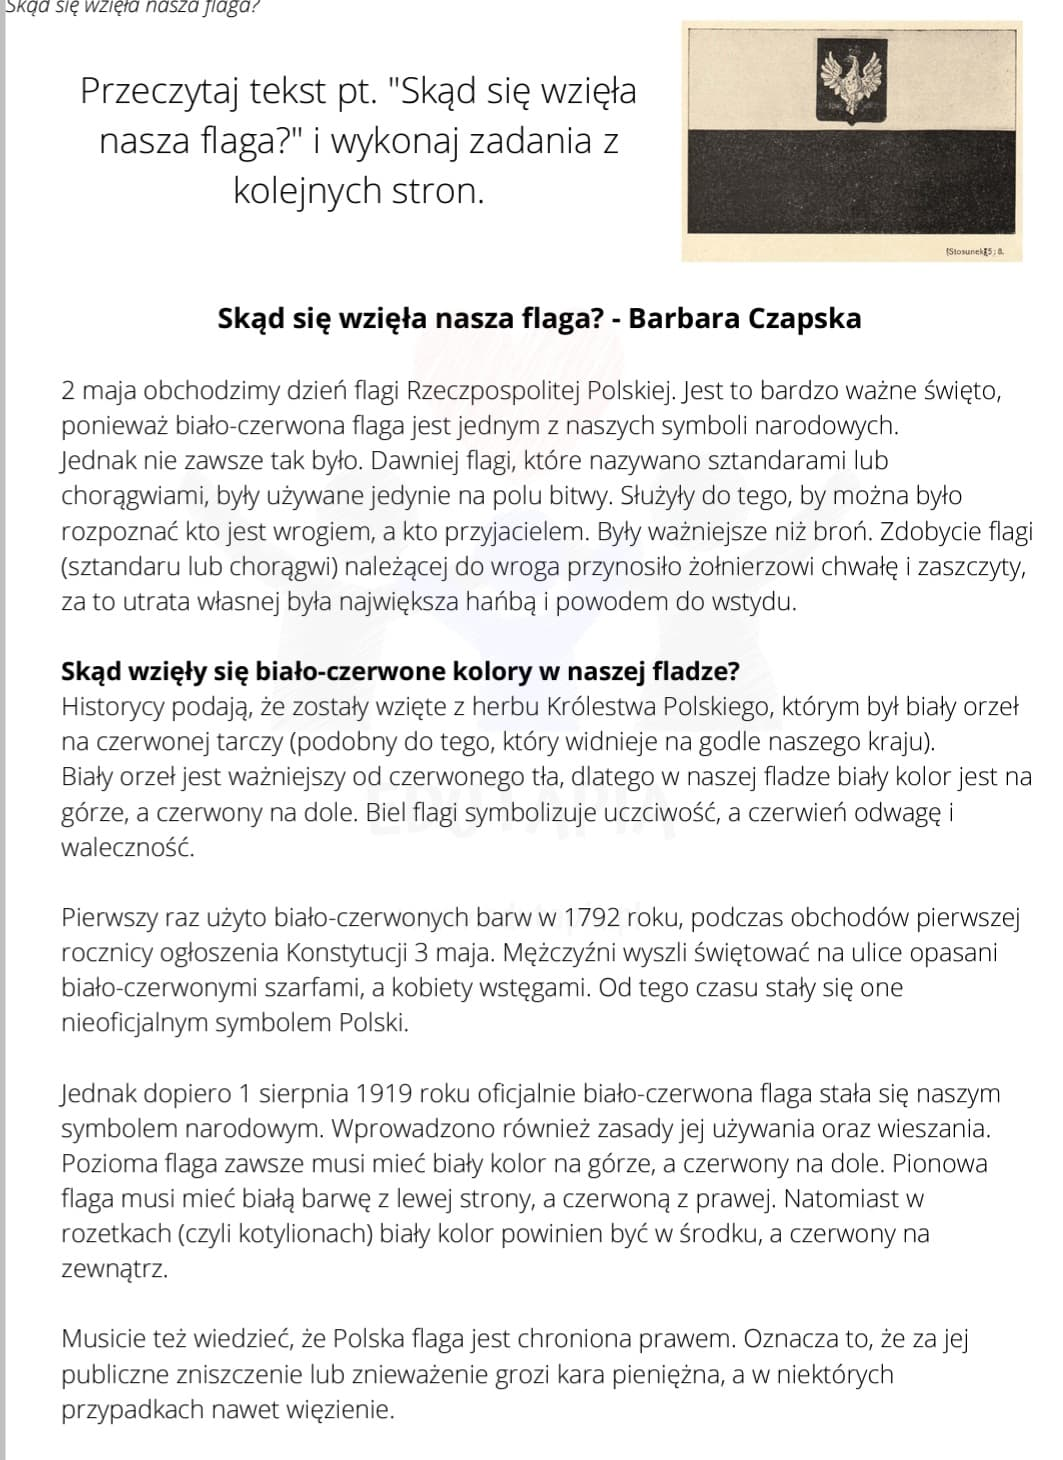 Skąd się wzięła nasza flaga?
Przeczytaj tekst pt. "Skąd się wzięła
nasza flaga?" i wykonaj zadania z
kolejnych stron.
(Stosunek 5 : 8.
Skąd się wzięła nasza flaga? - Barbara Czapska
2 maja obchodzimy dzień flagi Rzeczpospolitej Polskiej. Jest to bardzo ważne święto,
ponieważ biało-czerwona flaga jest jednym z naszych symboli narodowych.
Jednak nie zawsze tak było. Dawniej flagi, które nazywano sztandarami lub
chorągwiami, były używane jedynie na polu bitwy. Służyły do tego, by można było
rozpoznać kto jest wrogiem, a kto przyjacielem. Były ważniejsze niż broń. Zdobycie flagi
(sztandaru lub chorągwi) należącej do wroga przynosiło żołnierzowi chwałę i zaszczyty,
za to utrata własnej była największa hańbą i powodem do wstydu.
Skąd wzięły się biało-czerwone kolory w naszej fladze?
Historycy podają, że zostały wzięte z herbu Królestwa Polskiego, którym był biały orzeł
na czerwonej tarczy (podobny do tego, który widnieje na godle naszego kraju).
Biały orzeł jest ważniejszy od czerwonego tła, dlatego w naszej fladze biały kolor jest na
górze, a czerwony na dole. Biel flagi symbolizuje uczciwość, a czerwień odwagę i
waleczność.
Pierwszy raz użyto biało-czerwonych barw w 1792 roku, podczas obchodów pierwszej
rocznicy ogłoszenia Konstytucji 3 maja. Mężczyźni wyszli świętować na ulice opasani
biało-czerwonymi szarfami, a kobiety wstęgami. Od tego czasu stały się one
nieoficjalnym symbolem Polski.
Jednak dopiero 1 sierpnia 1919 roku oficjalnie biało-czerwona flaga stała się naszym
symbolem narodowym. Wprowadzono również zasady jej używania oraz wieszania.
Pozioma flaga zawsze musi mieć biały kolor na górze, a czerwony na dole. Pionowa
flaga musi mieć białą barwę z lewej strony, a czerwoną z prawej. Natomiast w
rozetkach (czyli kotylionach) biały kolor powinien być w środku, a czerwony na
zewnątrz.
Musicie też wiedzieć, że Polska flaga jest chroniona prawem. Oznacza to, że za jej
publiczne zniszczenie lub znieważenie grozi kara pieniężna, a w niektórych
przypadkach nawet więzienie.